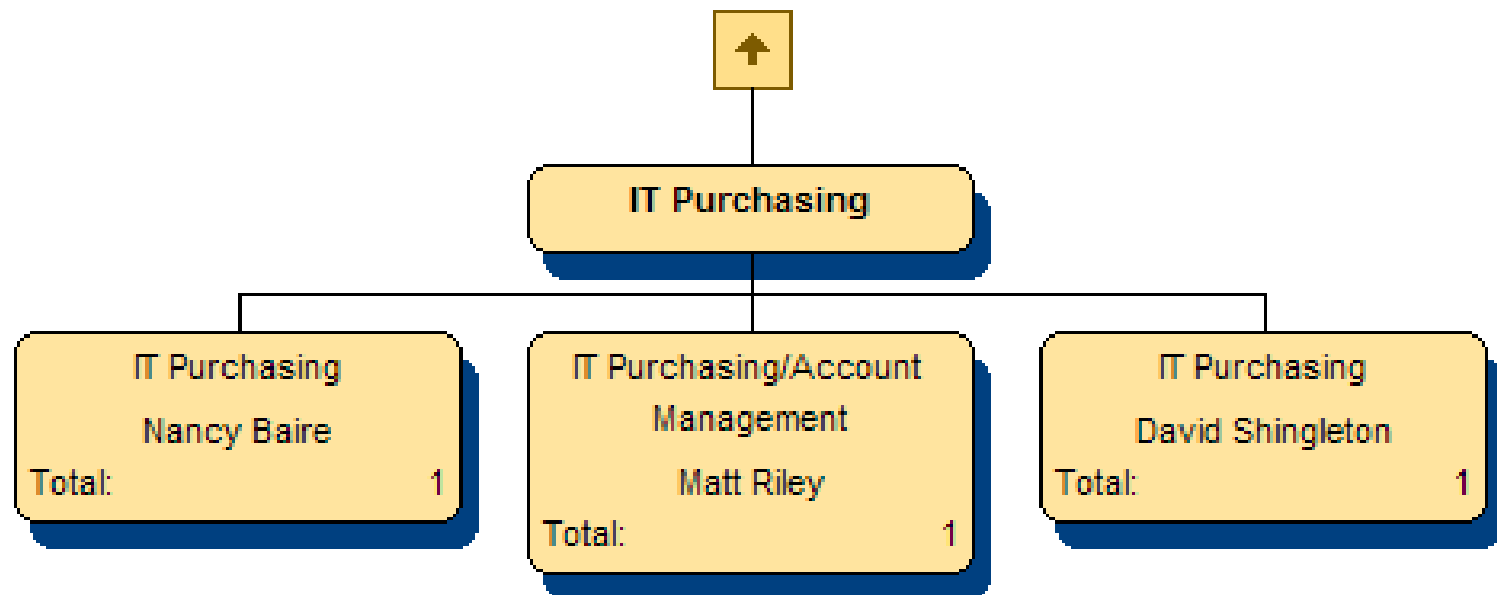 IT Purchasing
IT Purchasing
Nancy Baire
Total: 1
IT Purchasing/Account
Management
Matt Riley
Total: 1
IT Purchasing
David Shingleton
Total: 1